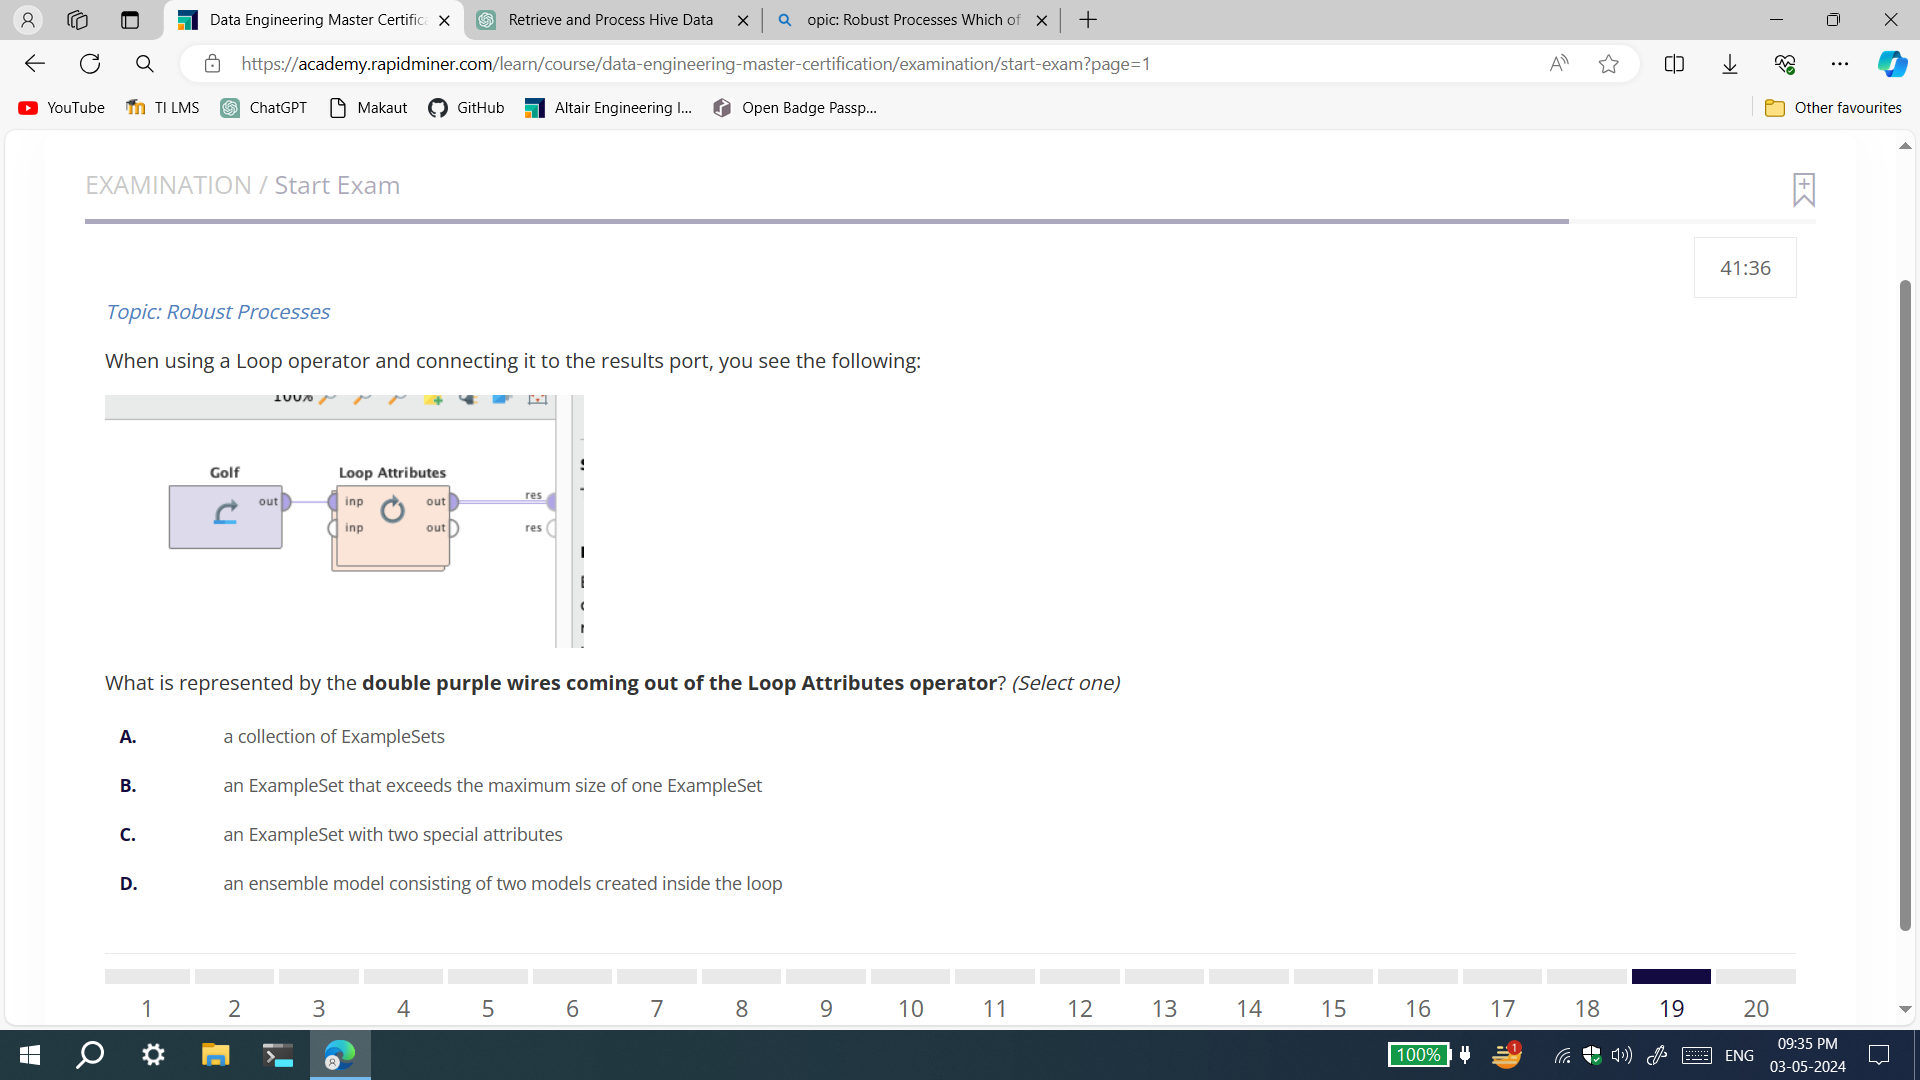 Data Engineering Master Certific
Retrieve and Process Hive Data
opic: Robust Processes Which of
https://academy.rapidminer.com/learn/course/data-engineering-master-certification/examination/start-exam?page=1
YouTube
TI LMS
ChatGPT
Makaut
GitHub
Altair Engineering I...
Open Badge Passp...
Other favourites
EXAMINATION / Start Exam
41:36
Topic: Robust Processes
When using a Loop operator and connecting it to the results port, you see the following:
100%
Golf
Loop Attributes
out
inp
out
res
inp
out
res
What is represented by the double purple wires coming out of the Loop Attributes operator? (Select one)
A. a collection of ExampleSets
B. an ExampleSet that exceeds the maximum size of one ExampleSet
C. an ExampleSet with two special attributes
D. an ensemble model consisting of two models created inside the loop
1 2 3 4 5 6 7 8 9 10 11 12 13 14 15 16 17 18 19 20
100%
1
ENG
09:35 PM
03-05-2024